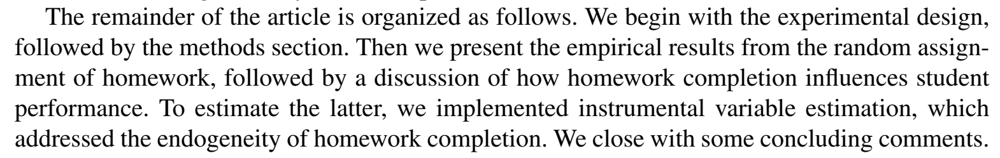 The remainder of the article is organized as follows. We begin with the experimental design,
followed by the methods section. Then we present the empirical results from the random assign-
ment of homework, followed by a discussion of how homework completion influences student
performance. To estimate the latter, we implemented instrumental variable estimation, which
addressed the endogeneity of homework completion. We close with some concluding comments.